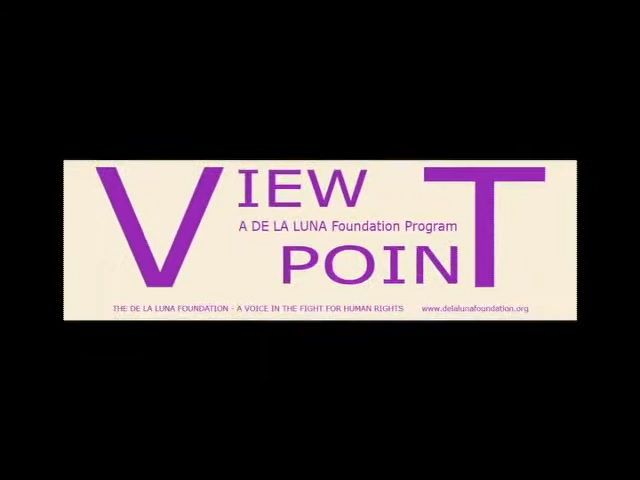 VIEW
A DE LA LUNA Foundation Program
POINT
THE DE LA LUNA FOUNDATION - A VOICE IN THE FIGHT FOR HUMAN RIGHTS www.delalunafoundation.org